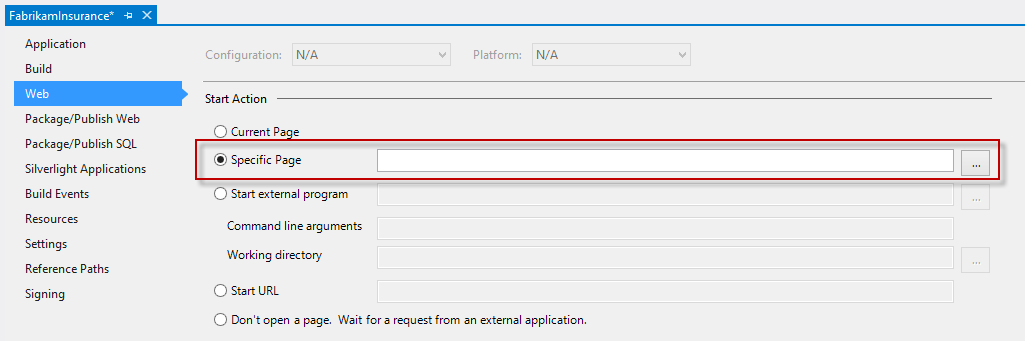 FabrikamInsurance*
Application
Build
Web
Package/Publish Web
Package/Publish SQL
Silverlight Applications
Build Events
Resources
Settings
Reference Paths
Signing
Configuration: N/A Platform: N/A
Start Action
Current Page
Specific Page ...
Start external program ...
Command line arguments
Working directory ...
Start URL
Don't open a page. Wait for a request from an external application.